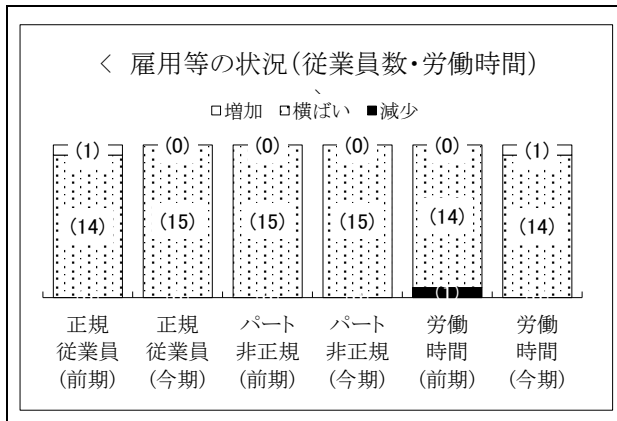 < 雇用等の状況(従業員数・労働時間)
、
□増加 □横ばい ■減少
(1) (0) (0) (0) (0) (1)
(14) (15) (15) (15) (14) (14)
(1)
正規 正規 パート パート 労働 労働
従業員 従業員 非正規 非正規 時間 時間
(前期) (今期) (前期) (今期) (前期) (今期)